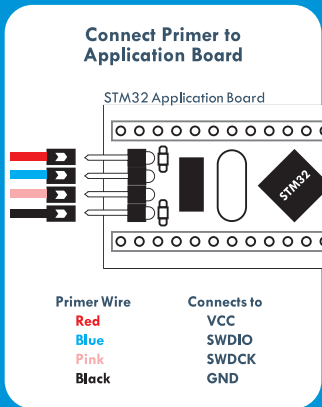 Connect Primer to
Application Board
STM32 Application Board
STM32
Primer Wire Connects to
Red VCC
Blue SWDIO
Pink SWDCK
Black GND